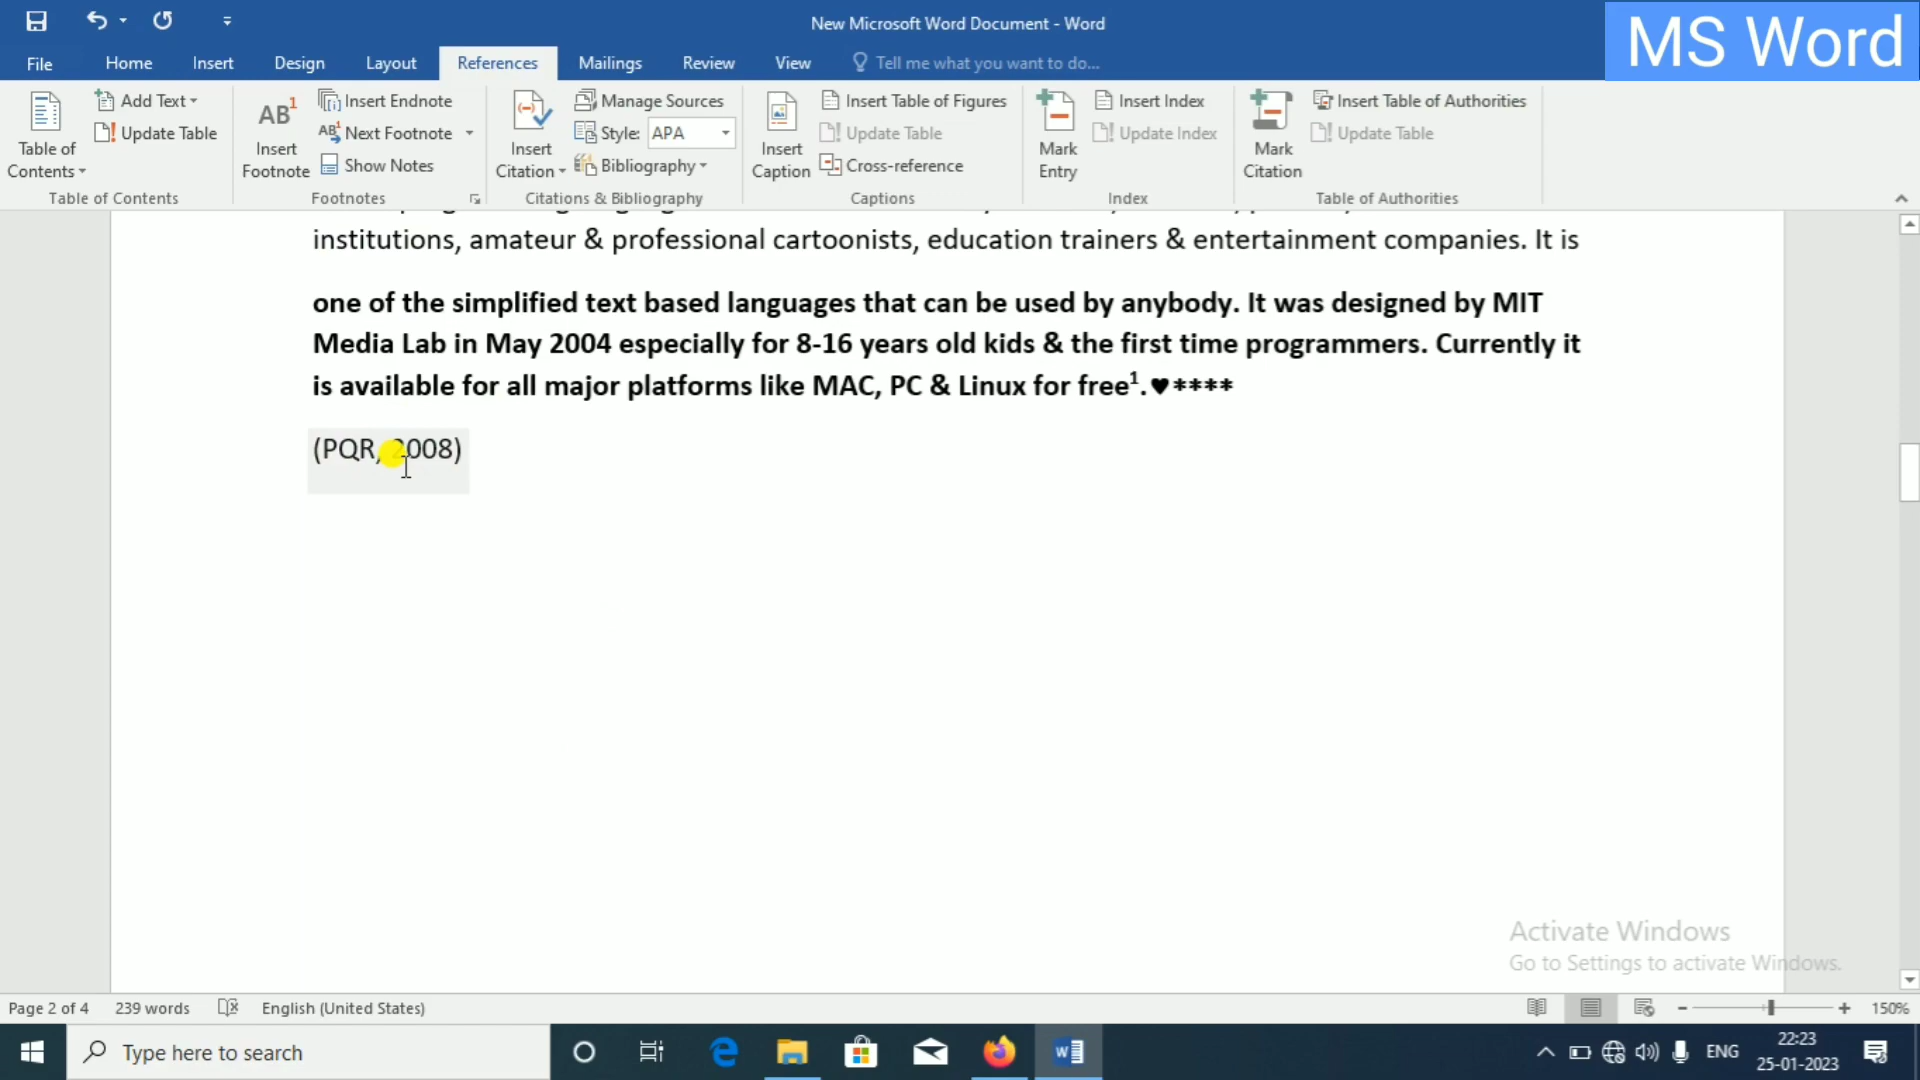 New Microsoft Word Document - Word
MS Word
File Home Insert Design Layout References Mailings Review View Tell me what you want to do...
Table of Contents
Add Text
Update Table
Table of Contents
AB1
Insert Footnote
Insert Endnote
AB1 Next Footnote
Show Notes
Footnotes
Insert Citation
Manage Sources
Style: APA
Bibliography
Citations & Bibliography
Insert Caption
Insert Table of Figures
Update Table
Cross-reference
Captions
Mark Entry
Insert Index
Update Index
Index
Mark Citation
Insert Table of Authorities
Update Table
Table of Authorities
institutions, amateur & professional cartoonists, education trainers & entertainment companies. It is
one of the simplified text based languages that can be used by anybody. It was designed by MIT
Media Lab in May 2004 especially for 8-16 years old kids & the first time programmers. Currently it
is available for all major platforms like MAC, PC & Linux for free¹.♥****
(PQR, 2008)
Activate Windows
Go to Settings to activate Windows.
Page 2 of 4 239 words English (United States) 150%
Type here to search
ENG
22:23
25-01-2023